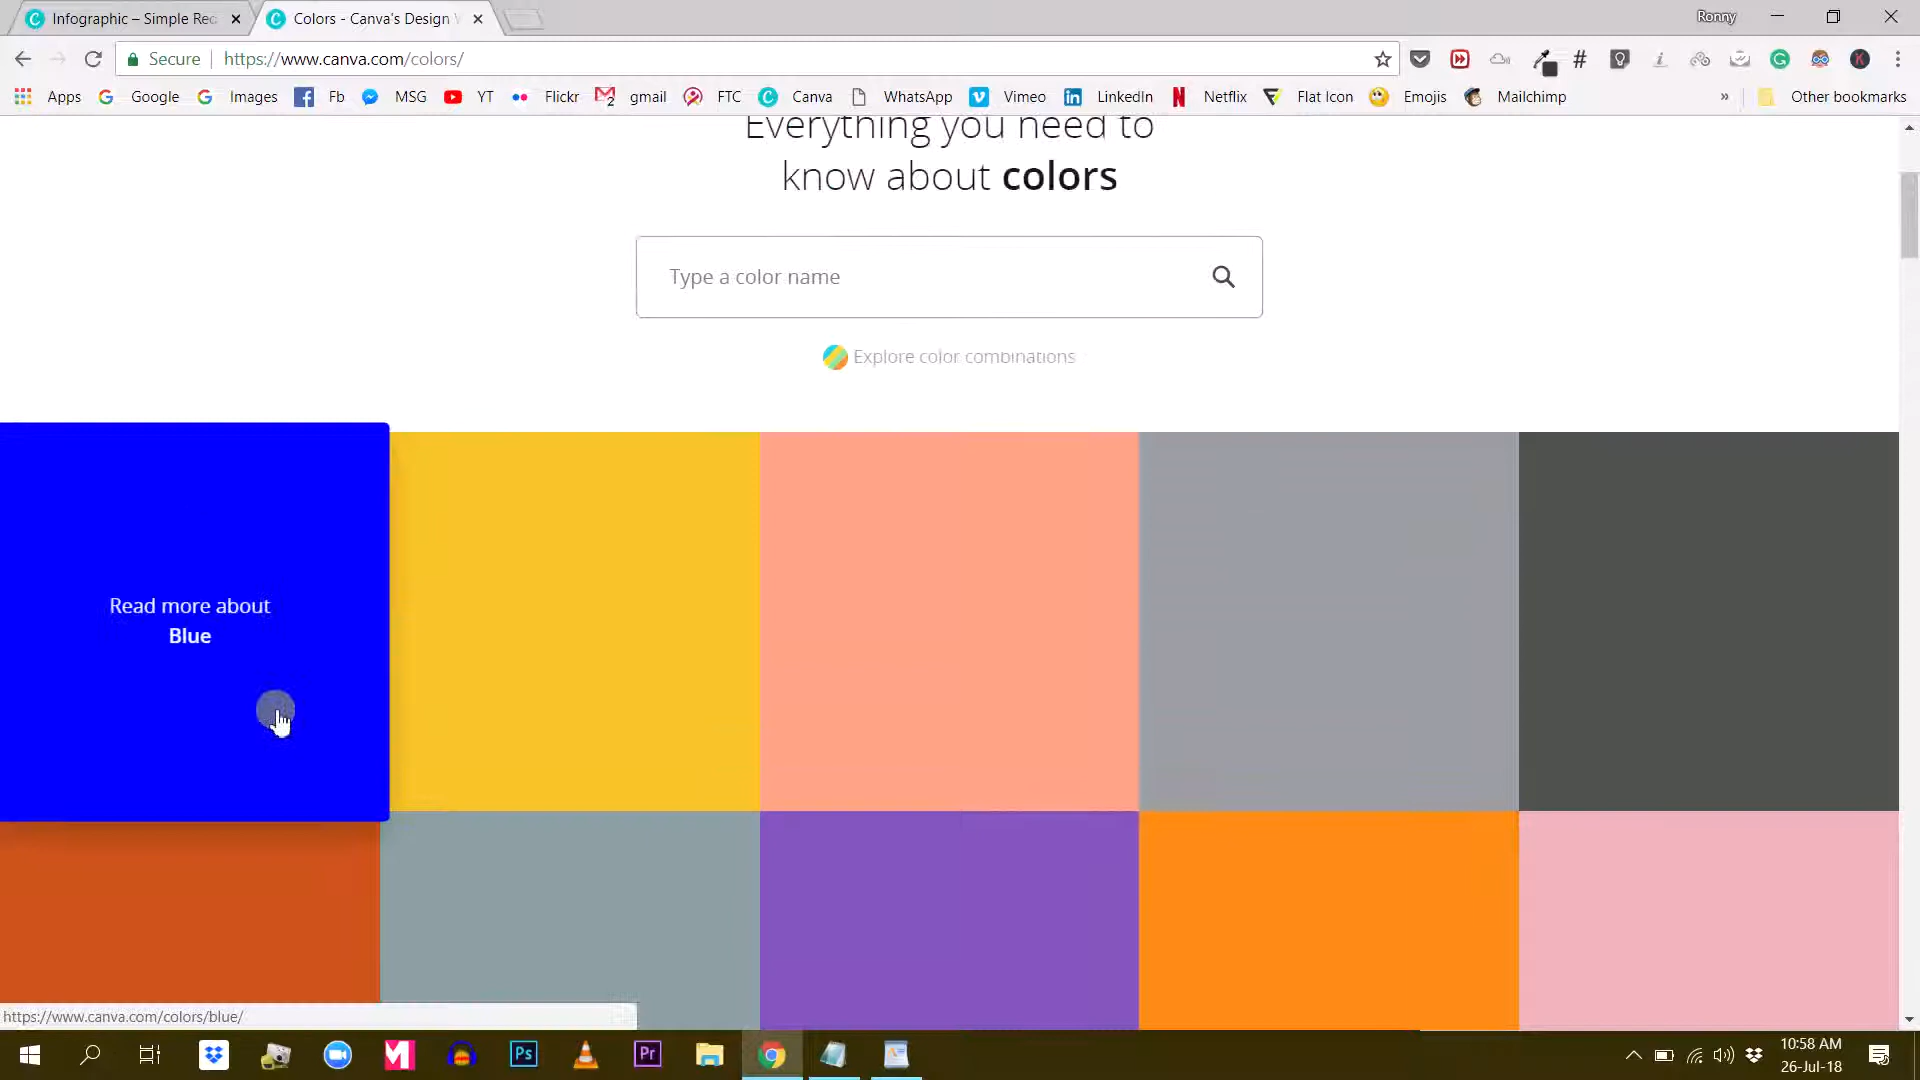 Infographic – Simple Rec
Colors - Canva's Design
Ronny
Secure
https://www.canva.com/colors/
Apps
Google
Images
Fb
MSG
YT
Flickr
gmail
FTC
Canva
WhatsApp
Vimeo
LinkedIn
Netflix
Flat Icon
Emojis
Mailchimp
» Other bookmarks
Everything you need to
know about colors
Type a color name
Explore color combinations
Read more about
Blue
https://www.canva.com/colors/blue/
Ps
Pr
10:58 AM
26-Jul-18